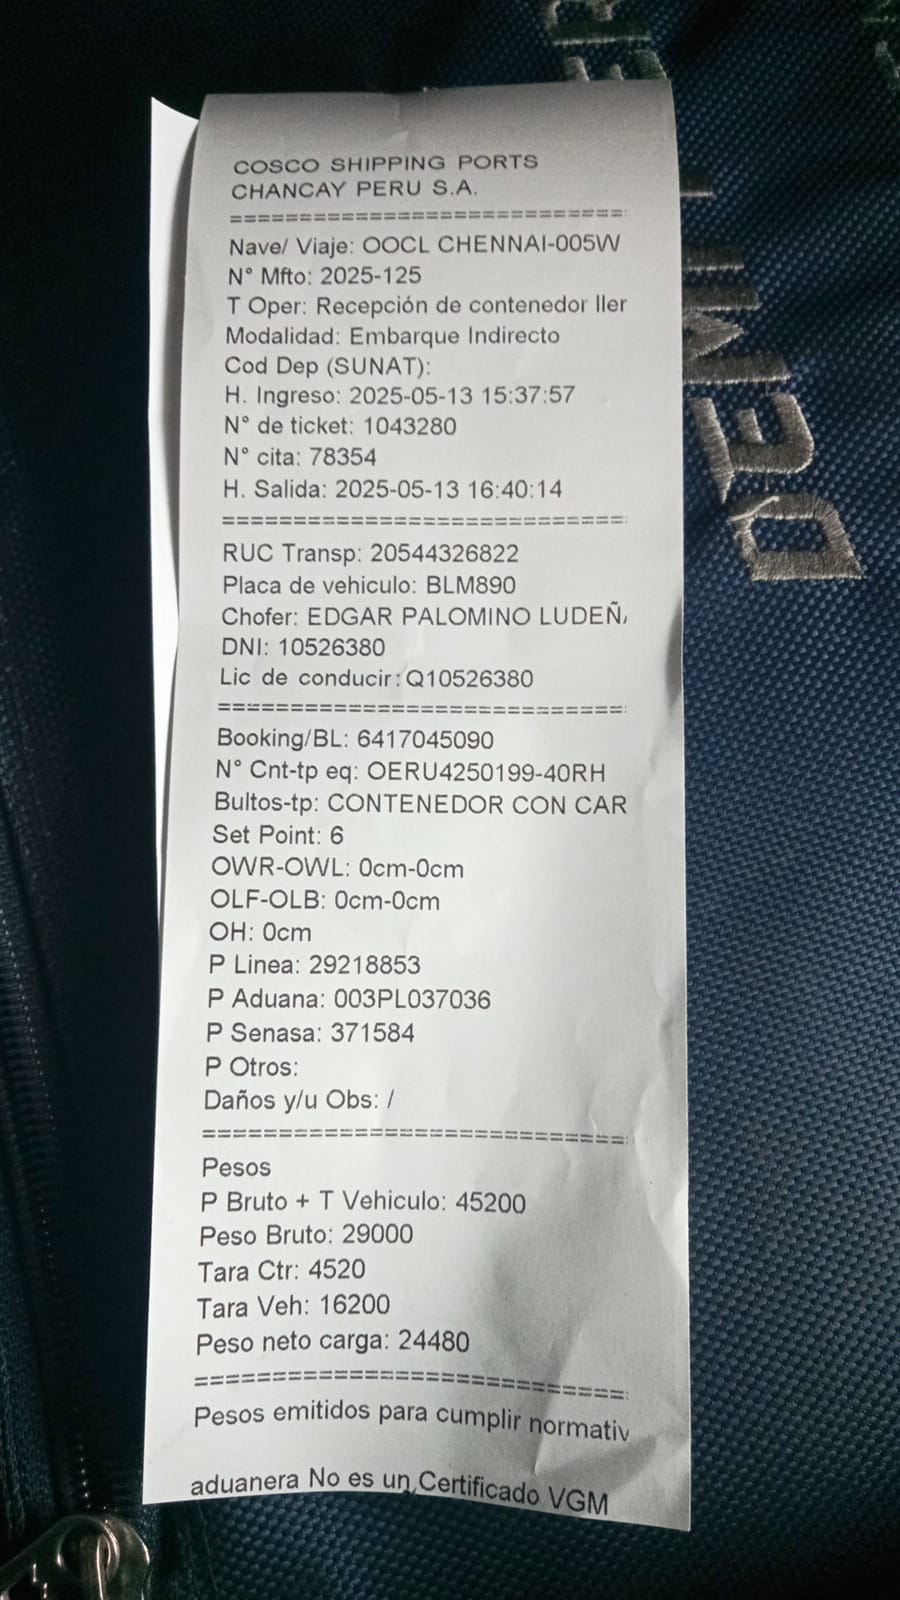 COSCO SHIPPING PORTS
CHANCAY PERU S.A.
==============================
Nave/ Viaje: OOCL CHENNAI-005W
N° Mfto: 2025-125
T Oper: Recepción de contenedor ller
Modalidad: Embarque Indirecto
Cod Dep (SUNAT):
H. Ingreso: 2025-05-13 15:37:57
N° de ticket: 1043280
N° cita: 78354
H. Salida: 2025-05-13 16:40:14
==============================
RUC Transp: 20544326822
Placa de vehiculo: BLM890
Chofer: EDGAR PALOMINO LUDEÑ
DNI: 10526380
Lic de conducir:Q10526380
==============================
Booking/BL: 6417045090
N° Cnt-tp eq: OERU4250199-40RH
Bultos-tp: CONTENEDOR CON CAR
Set Point: 6
OWR-OWL: 0cm-0cm
OLF-OLB: 0cm-0cm
OH: 0cm
P Linea: 29218853
P Aduana: 003PL037036
P Senasa: 371584
P Otros:
Daños y/u Obs: /
==============================
Pesos
P Bruto + T Vehiculo: 45200
Peso Bruto: 29000
Tara Ctr: 4520
Tara Veh: 16200
Peso neto carga: 24480
==============================
Pesos emitidos para cumplir normativ
aduanera No es un Certificado VGM